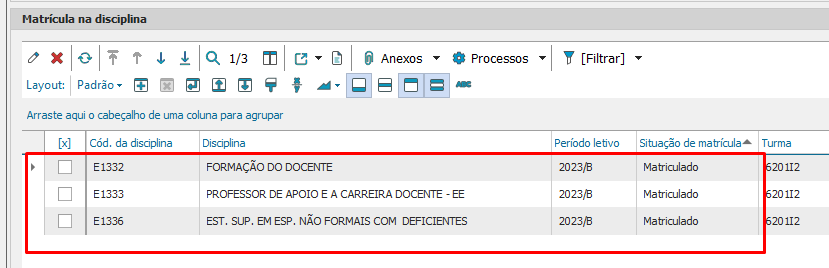 Matrícula na disciplina
1/3 Anexos Processos [Filtrar]
Layout: Padrão ABC
Arraste aqui o cabeçalho de uma coluna para agrupar
[x] Cód. da disciplina Disciplina Período letivo Situação de matrícula Turma
E1332 FORMAÇÃO DO DOCENTE 2023/B Matriculado 6201I2
E1333 PROFESSOR DE APOIO E A CARREIRA DOCENTE - EE 2023/B Matriculado 6201I2
E1336 EST. SUP. EM ESP. NÃO FORMAIS COM DEFICIENTES 2023/B Matriculado 6201I2